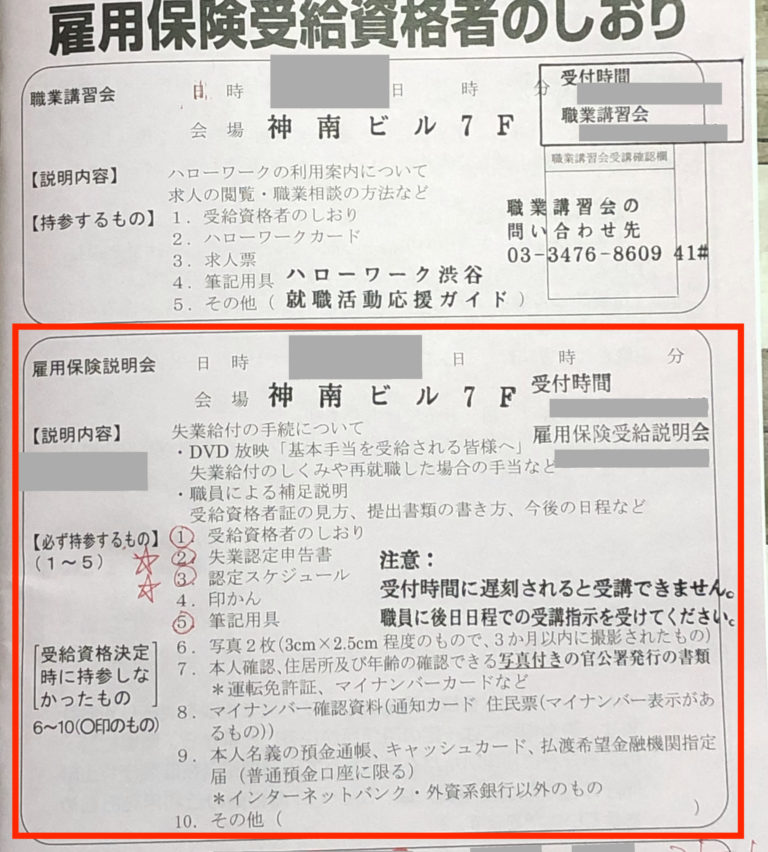 雇用保険受給資格者のしおり
職業講習会 日 時 日 時 分
受付時間
職業講習会
会 場 神南ビル7F
職業講習会受講確認欄
【説明内容】 ハローワークの利用案内について
求人の閲覧・職業相談の方法など
【持参するもの】 1．受給資格者のしおり
2．ハローワークカード
3．求人票
4．筆記用具 ハローワーク渋谷
5．その他（ 就職活動応援ガイド ）
職業講習会の
問い合わせ先
03-3476-8609 41#
雇用保険説明会 日 時 日 時 分
会 場 神南ビル7F
受付時間
雇用保険受給説明会
【説明内容】 失業給付の手続について
・DVD 放映「基本手当を受給される皆様へ」
失業給付のしくみや再就職した場合の手当など
・職員による補足説明
受給資格者証の見方、提出書類の書き方、今後の日程など
【必ず持参するもの】
（1～5）
1．受給資格者のしおり
2．失業認定申告書
3．認定スケジュール
4．印かん
5．筆記用具
注意：
受付時間に遅刻されると受講できません。
職員に後日日程での受講指示を受けてください。
[受給資格決定
時に持参しな
かったもの]
6～10（○印のもの）
6．写真2枚(3cm×2.5cm 程度のもので、3か月以内に撮影されたもの)
7．本人確認、住居所及び年齢の確認できる写真付きの官公署発行の書類
＊運転免許証、マイナンバーカードなど
8．マイナンバー確認資料(通知カード 住民票(マイナンバー表示があ
るもの))
9．本人名義の預金通帳、キャッシュカード、払渡希望金融機関指定
届（普通預金口座に限る）
＊インターネットバンク・外資系銀行以外のもの
10．その他（ ）